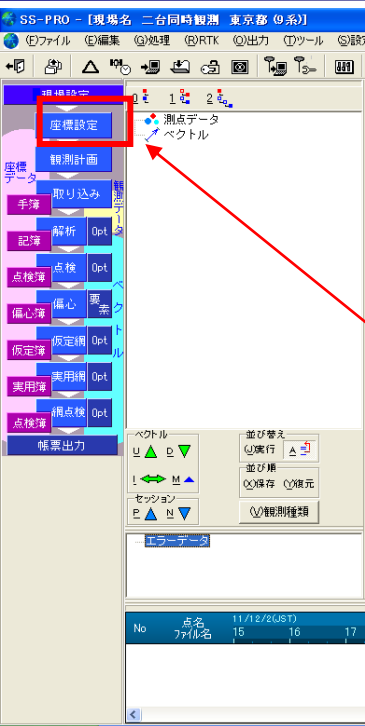 SS-PRO - [現場名 二台同時観測 東京都(9系)]
(F)ファイル (E)編集 (G)処理 (R)RTK (O)出力 (T)ツール (S)設
現場設定
座標設定
観測計画
座標データ
取り込み
観測データ
手簿
解析 Opt
記簿
点検 Opt
点検簿
ベクトル
偏心 要素
偏心簿
仮定網 Opt
仮定簿
実用網 Opt
実用簿
網点検 Opt
点検簿
帳票出力
0 1 2
測点データ
ベクトル
ベクトル
U D
I M
セッション
P N
並び替え
(J)実行 A
並び順
(X)保存 (Y)復元
(V)観測種類
エラーデータ
No 点名 ファイル名
11/12/2(JST)
15 16 17